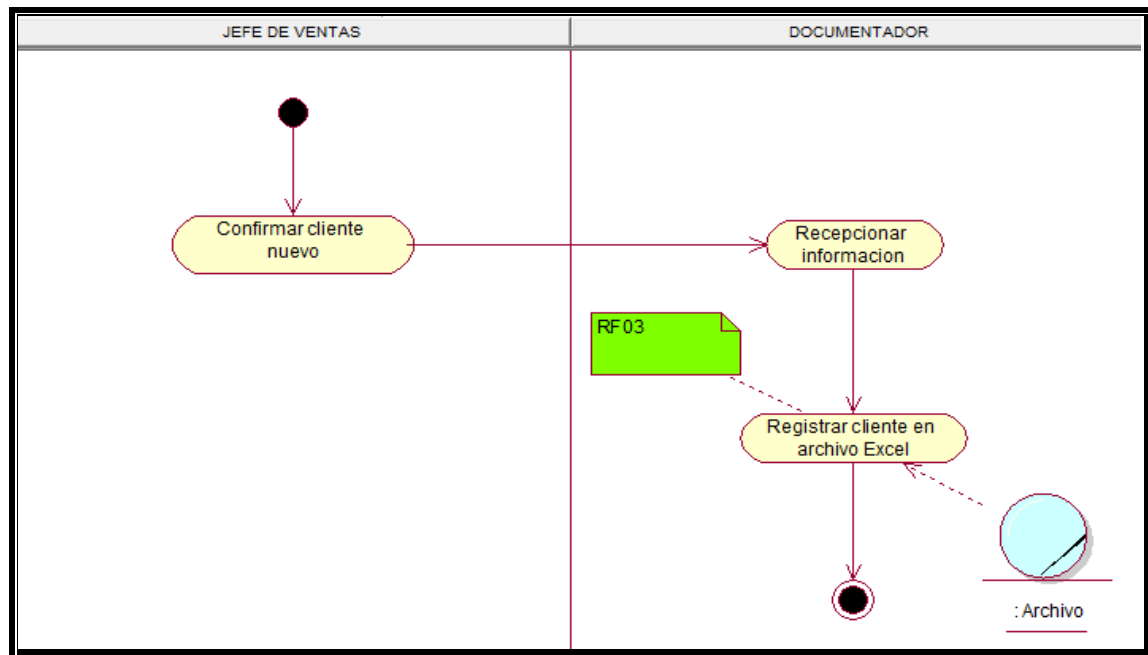 JEFE DE VENTAS
DOCUMENTADOR
Confirmar cliente
nuevo
Recepcionar
informacion
RF03
Registrar cliente en
archivo Excel
: Archivo